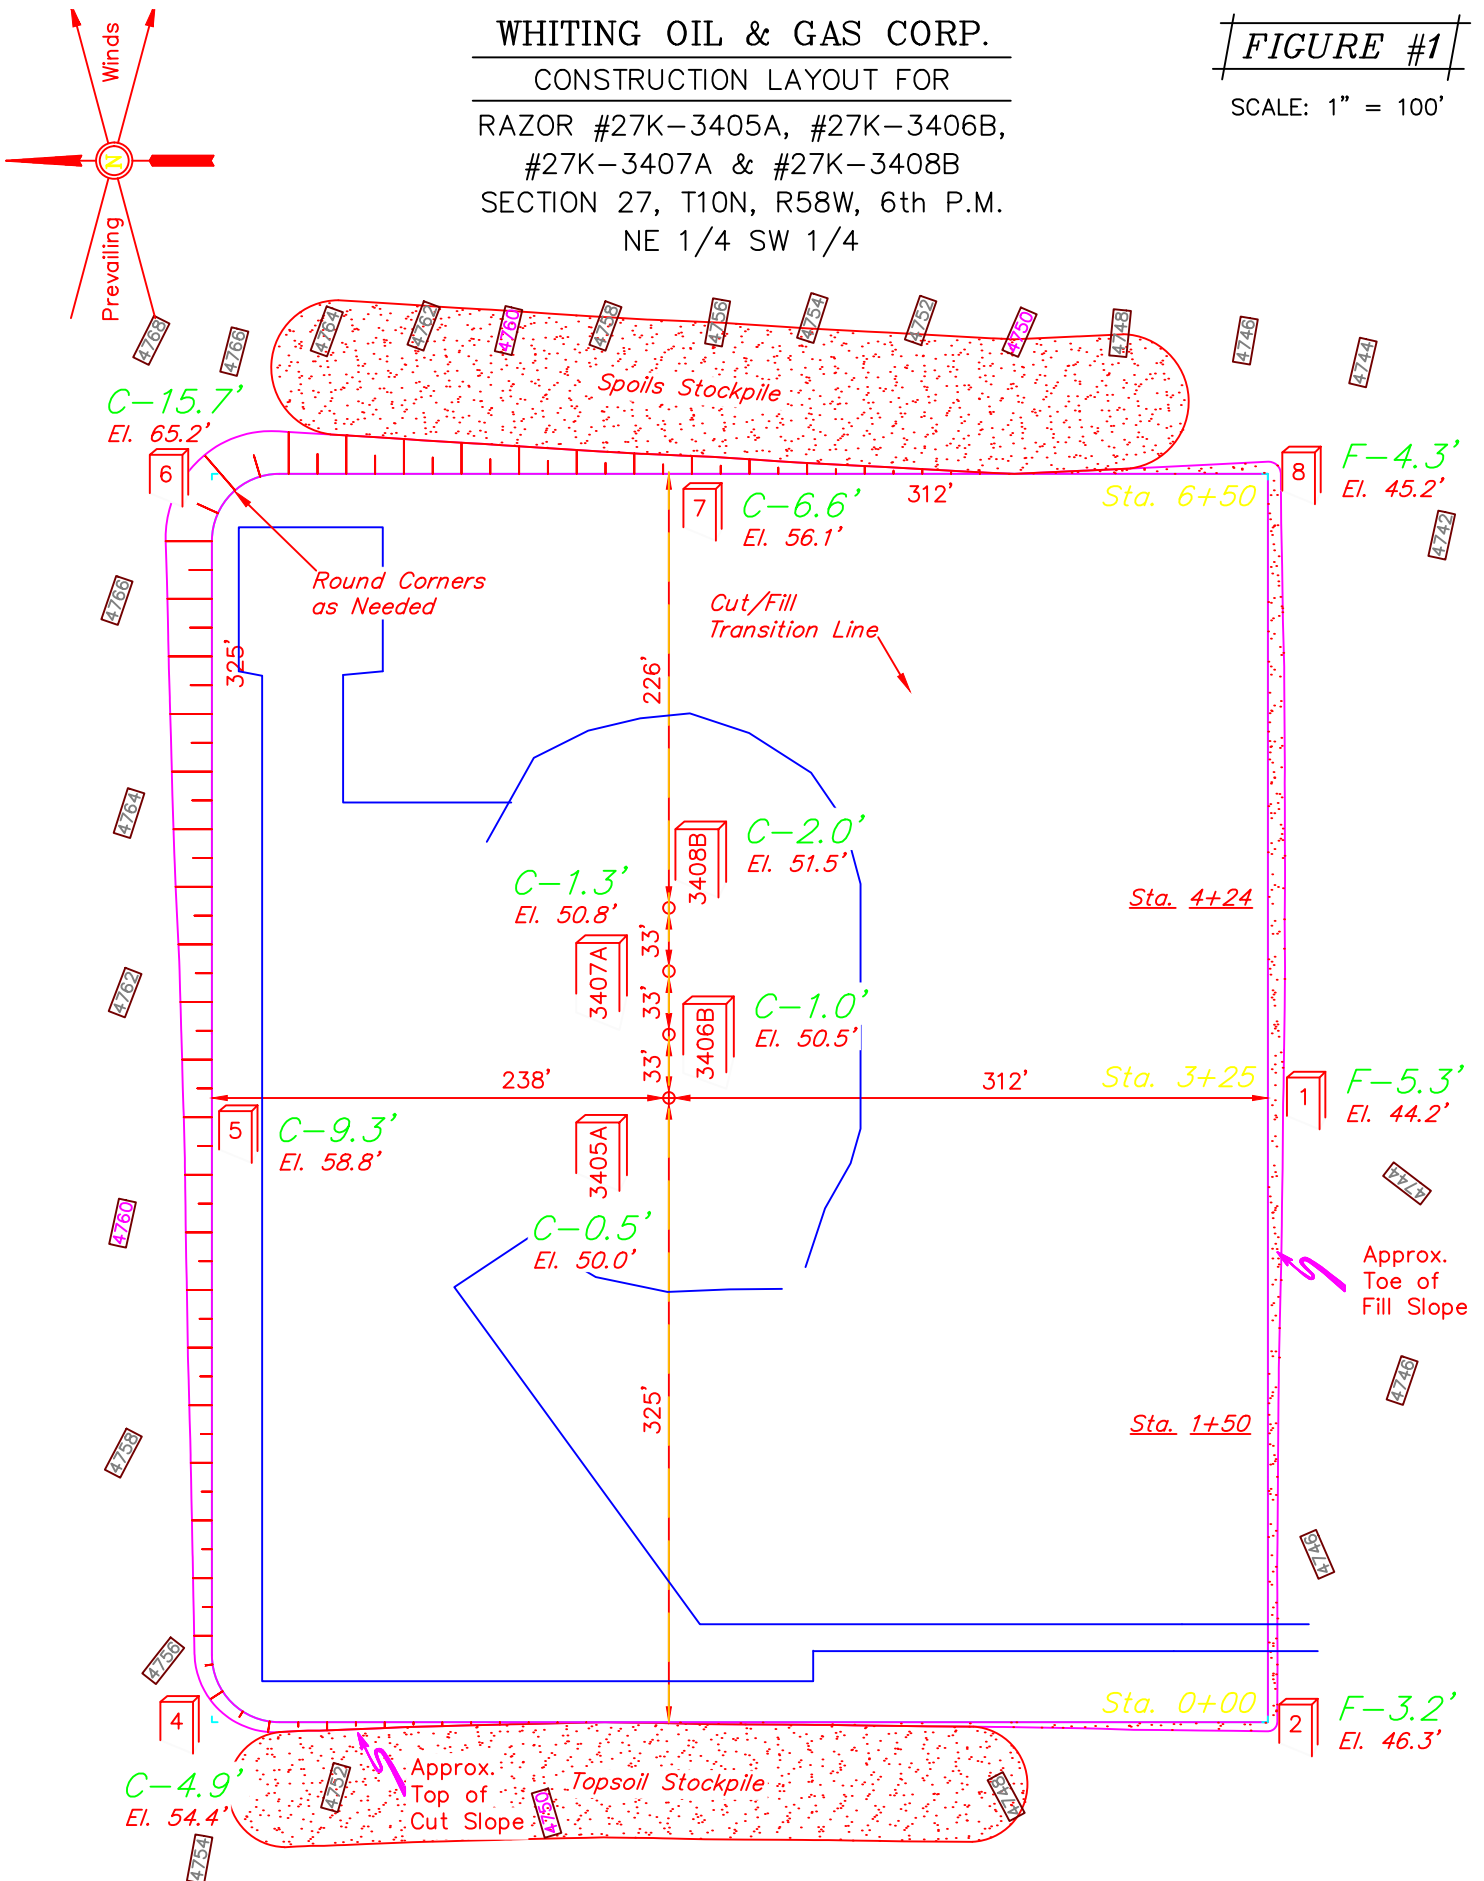 WHITING OIL & GAS CORP.
CONSTRUCTION LAYOUT FOR
RAZOR #27K-3405A, #27K-3406B,
#27K-3407A & #27K-3408B
SECTION 27, T10N, R58W, 6th P.M.
NE 1/4 SW 1/4
FIGURE #1
SCALE: 1" = 100'
Winds
N
Prevailing
4768
4766
4764
4762
4760
4758
4756
4754
4752
4750
4748
4746
4744
Spoils Stockpile
C-15.7'
El. 65.2'
6
7
C-6.6'
El. 56.1'
312'
Sta. 6+50
8
F-4.3'
El. 45.2'
4742
Round Corners
as Needed
Cut/Fill
Transition Line
4766
325'
226'
4764
3408B
C-2.0'
El. 51.5'
C-1.3'
El. 50.8'
Sta. 4+24
33'
3407A
4762
33'
3406B
C-1.0'
El. 50.5'
33'
238'
312'
Sta. 3+25
1
F-5.3'
El. 44.2'
5
C-9.3'
El. 58.8'
3405A
4744
4760
C-0.5'
El. 50.0'
Approx.
Toe of
Fill Slope
325'
4746
Sta. 1+50
4758
4746
4756
4
Sta. 0+00
2
F-3.2'
El. 46.3'
C-4.9'
El. 54.4'
4752
Approx.
Top of
Cut Slope
4750
Topsoil Stockpile
4748
4754